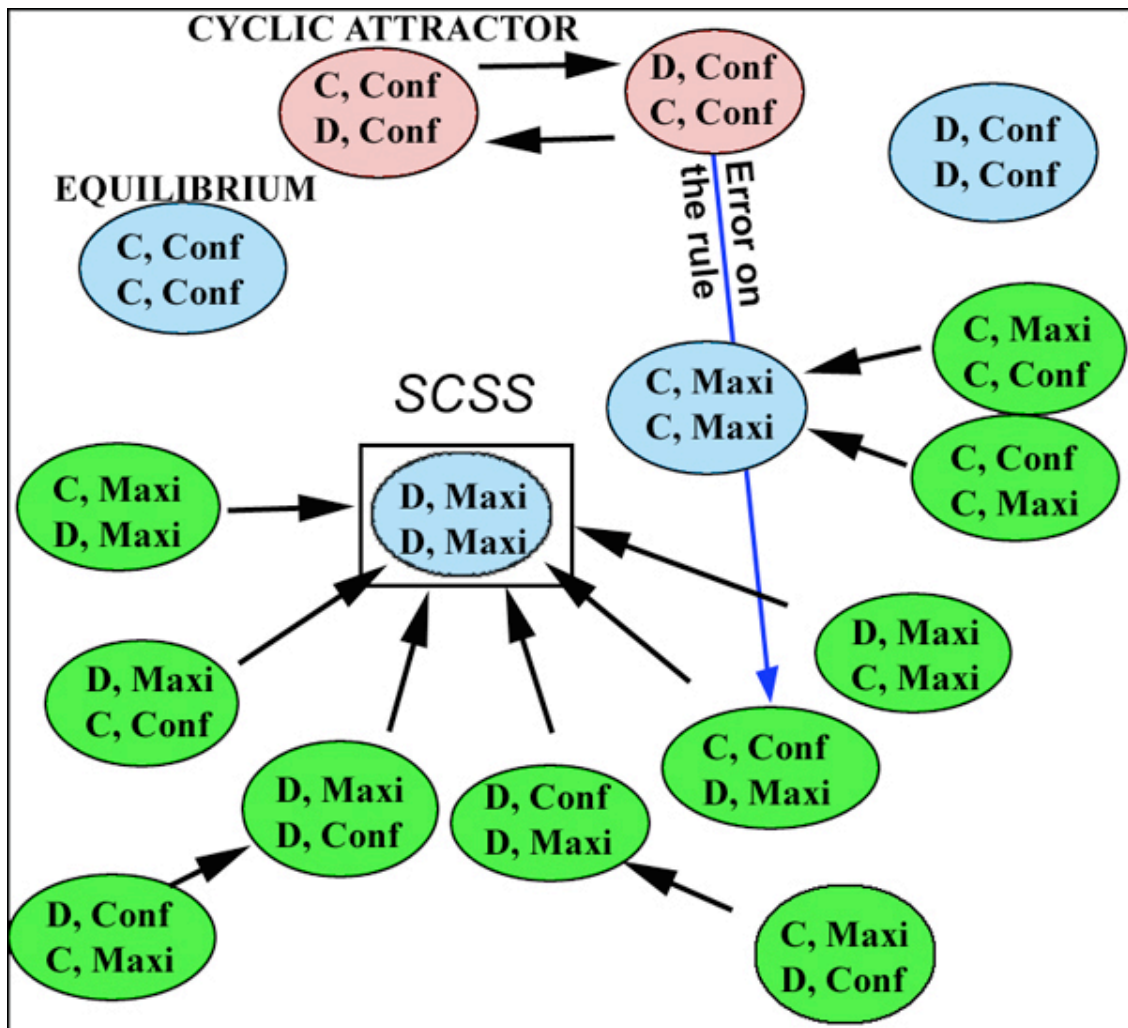 CYCLIC ATTRACTOR
C, Conf
D, Conf
D, Conf
C, Conf
D, Conf
D, Conf
EQUILIBRIUM
C, Conf
C, Conf
Error on
the rule
C, Maxi
C, Conf
C, Maxi
C, Maxi
SCSS
C, Conf
C, Maxi
C, Maxi
D, Maxi
D, Maxi
D, Maxi
D, Maxi
C, Maxi
D, Maxi
C, Conf
C, Conf
D, Maxi
D, Maxi
D, Conf
D, Conf
D, Maxi
D, Conf
C, Maxi
C, Maxi
D, Conf